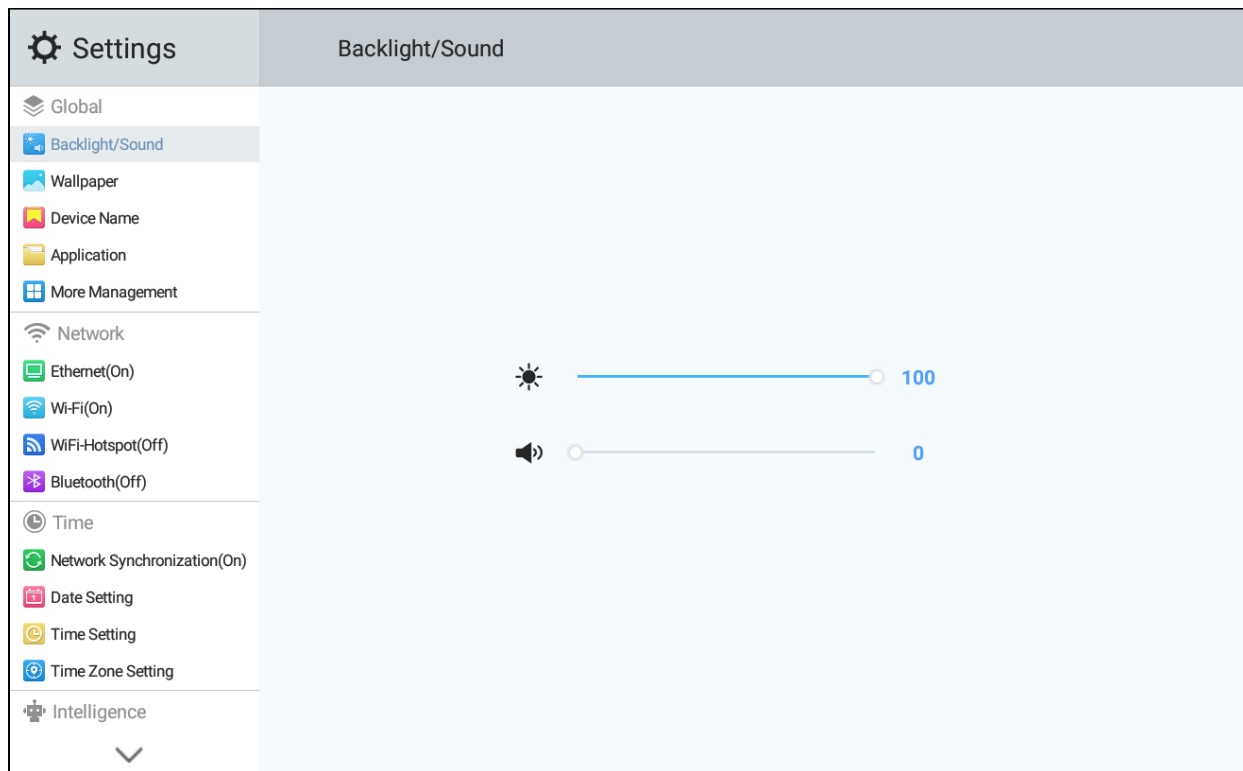 Settings
Backlight/Sound
Global
Backlight/Sound
Wallpaper
Device Name
Application
More Management
Network
Ethernet(On)
Wi-Fi(On)
WiFi-Hotspot(Off)
Bluetooth(Off)
Time
Network Synchronization(On)
Date Setting
Time Setting
Time Zone Setting
Intelligence
100
0